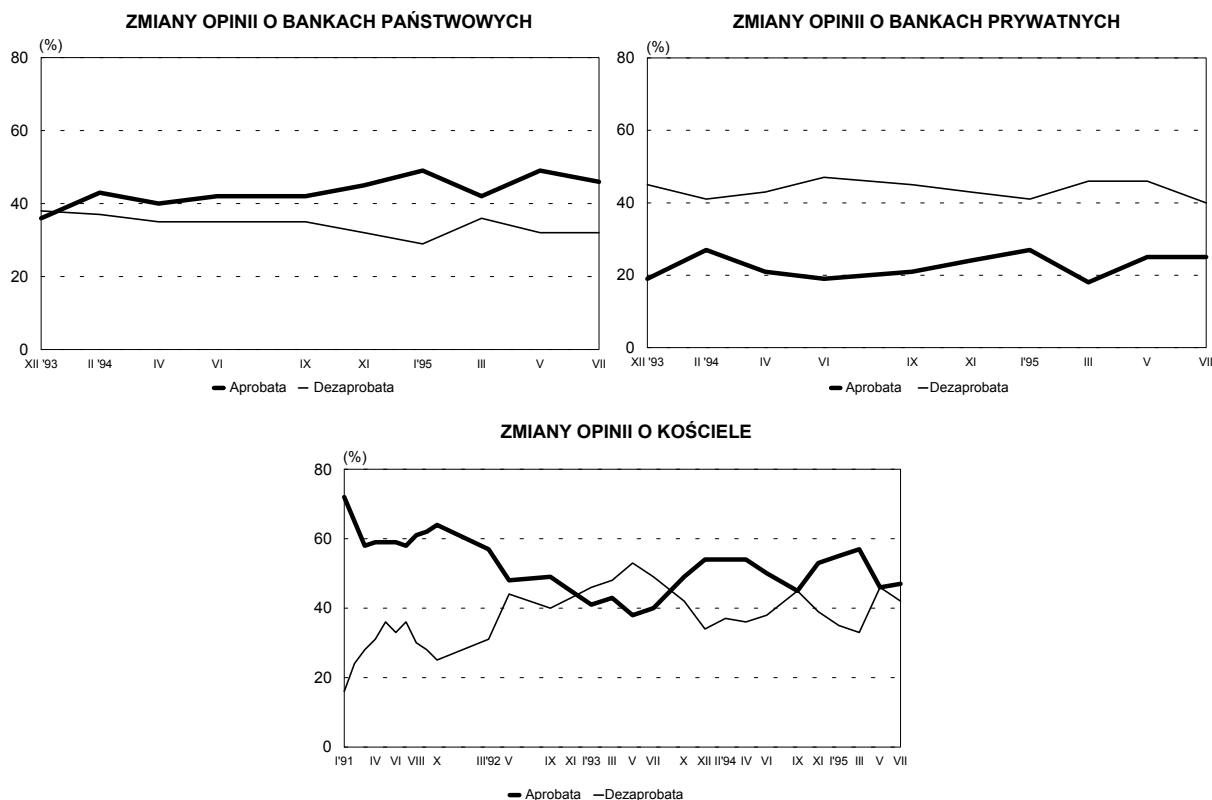 ZMIANY OPINII O BANKACH PAŃSTWOWYCH
(%)
80
60
40
20
0
XII '93 II '94 IV VI IX XI I'95 III V VII
Aprobata Dezaprobata
ZMIANY OPINII O BANKACH PRYWATNYCH
(%)
80
60
40
20
0
XII '93 II '94 IV VI IX XI I'95 III V VII
Aprobata Dezaprobata
ZMIANY OPINII O KOŚCIELE
(%)
80
60
40
20
0
I'91 IV VI VIII X III'92 V IX XI I'93 III V VII X XII II'94 IV VI IX XI I'95 III V VII
Aprobata Dezaprobata